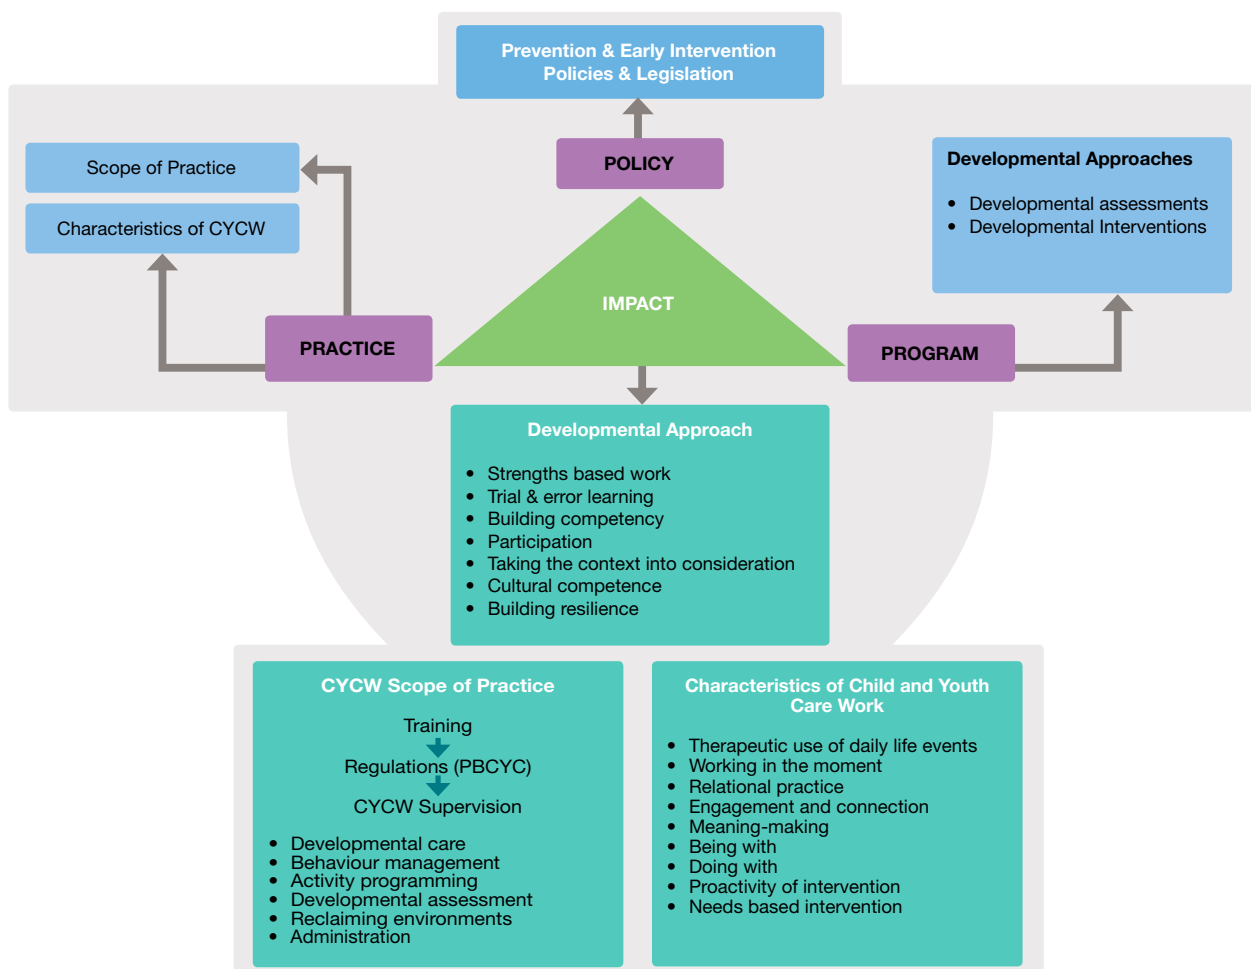 Prevention & Early Intervention
Policies & Legislation
POLICY
Scope of Practice
Characteristics of CYCW
PRACTICE
IMPACT
PROGRAM
Developmental Approaches
• Developmental assessments
• Developmental Interventions
Developmental Approach
• Strengths based work
• Trial & error learning
• Building competency
• Participation
• Taking the context into consideration
• Cultural competence
• Building resilience
CYCW Scope of Practice
Training
Regulations (PBCYC)
CYCW Supervision
• Developmental care
• Behaviour management
• Activity programming
• Developmental assessment
• Reclaiming environments
• Administration
Characteristics of Child and Youth
Care Work
• Therapeutic use of daily life events
• Working in the moment
• Relational practice
• Engagement and connection
• Meaning-making
• Being with
• Doing with
• Proactivity of intervention
• Needs based intervention